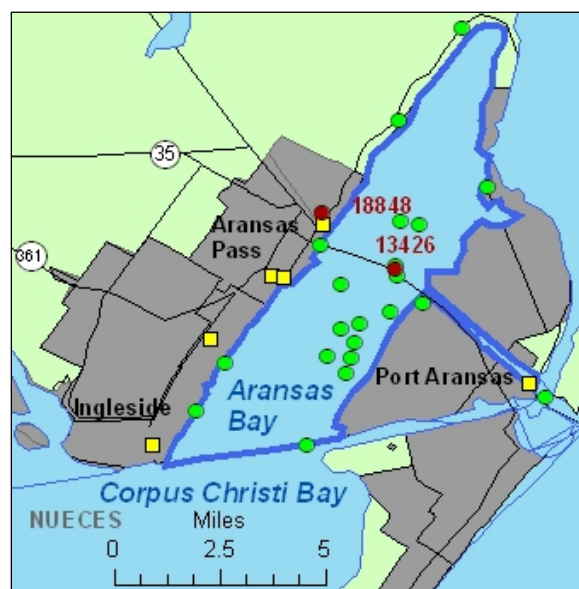 35
18848
Aransas
Pass
13426
361
Port Aransas
Aransas
Bay
Ingleside
Corpus Christi Bay
NUECES
Miles
0 2.5 5